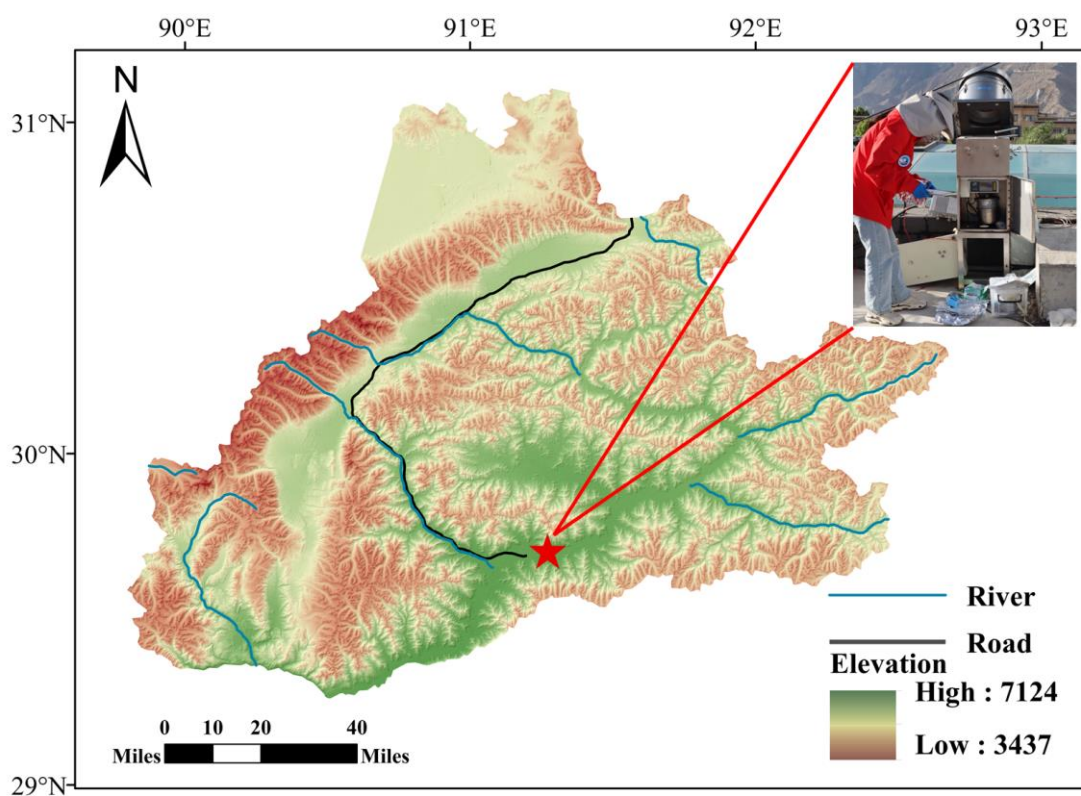 90°E 91°E 92°E 93°E
N
31°N
30°N
29°N
River
Road
Elevation
High : 7124
Low : 3437
0 10 20 40
Miles Miles